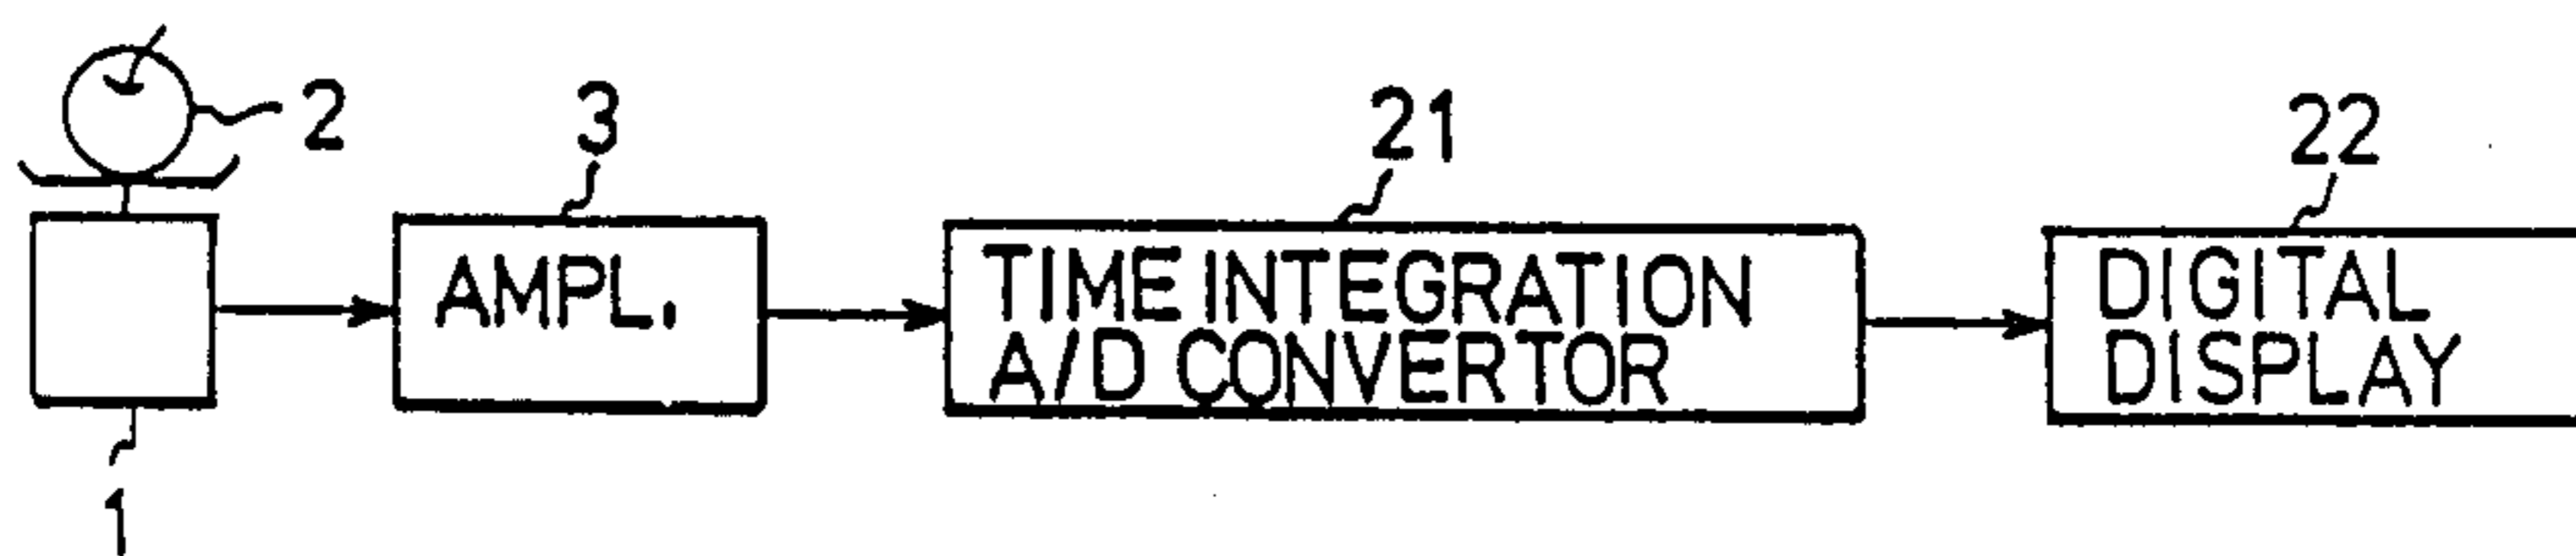 2
3
21
22
AMPL.
TIME INTEGRATION
A/D CONVERTOR
DIGITAL
DISPLAY
1